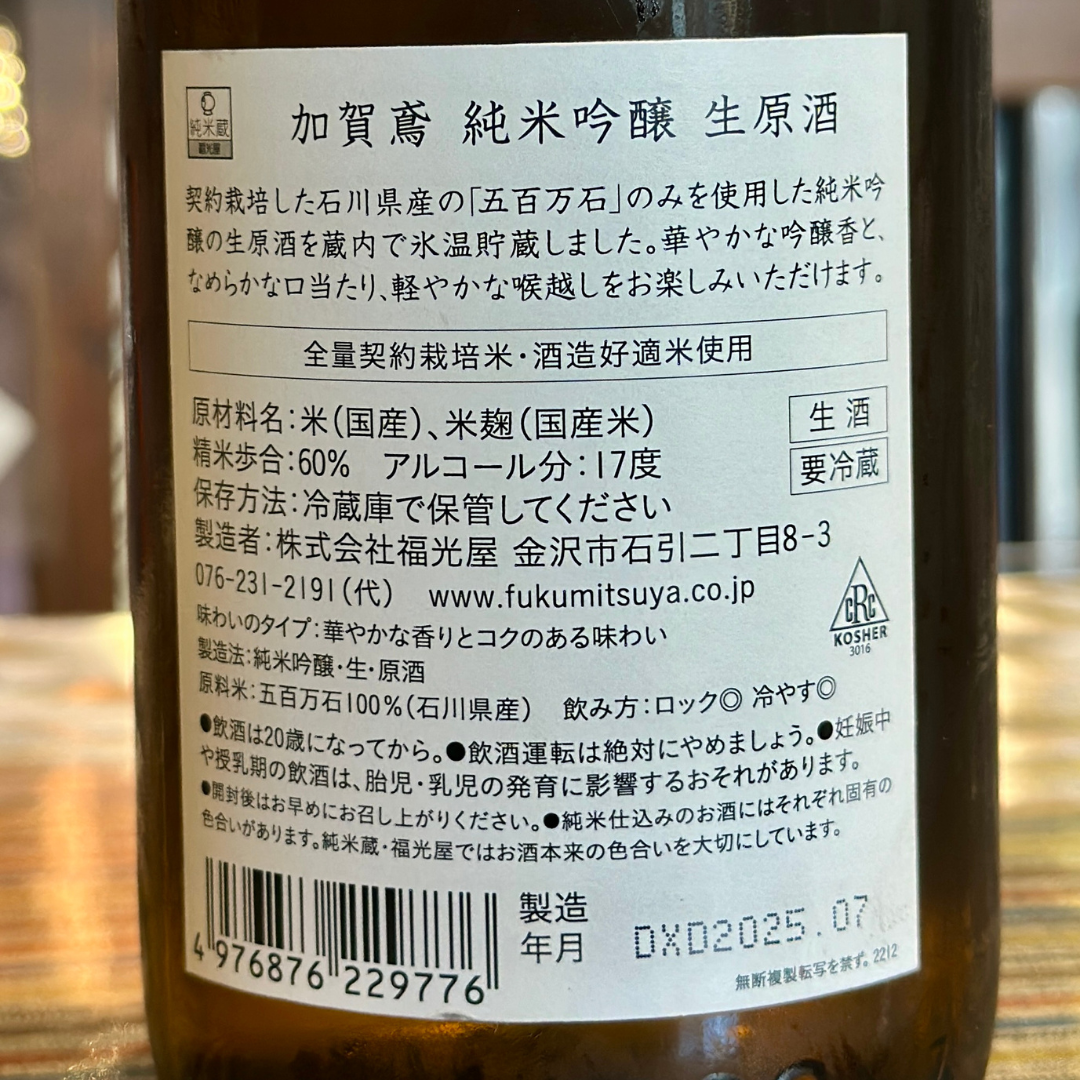 純米蔵
福光屋
加賀鳶 純米吟醸 生原酒
契約栽培した石川県産の「五百万石」のみを使用した純米吟
醸の生原酒を蔵内で氷温貯蔵しました。華やかな吟醸香と、
なめらかな口当たり、軽やかな喉越しをお楽しみいただけます。
全量契約栽培米・酒造好適米使用
原材料名:米(国産)、米麹(国産米)
生酒
精米歩合:60% アルコール分:17度
要冷蔵
保存方法:冷蔵庫で保管してください
製造者:株式会社福光屋 金沢市石引二丁目8-3
076-231-2191(代) www.fukumitsuya.co.jp
味わいのタイプ:華やかな香りとコクのある味わい
CRC
KOSHER
3016
製造法:純米吟醸・生・原酒
原料米:五百万石100%(石川県産) 飲み方:ロック◎ 冷やす◎
●飲酒は20歳になってから。●飲酒運転は絶対にやめましょう。●妊娠中
や授乳期の飲酒は、胎児・乳児の発育に影響するおそれがあります。
●開封後はお早めにお召し上がりください。●純米仕込みのお酒にはそれぞれ固有の
色合いがあります。純米蔵・福光屋ではお酒本来の色合いを大切にしています。
4 976876 229776
製造
年月
DXD2025.07
無断複製転写を禁ず。2212